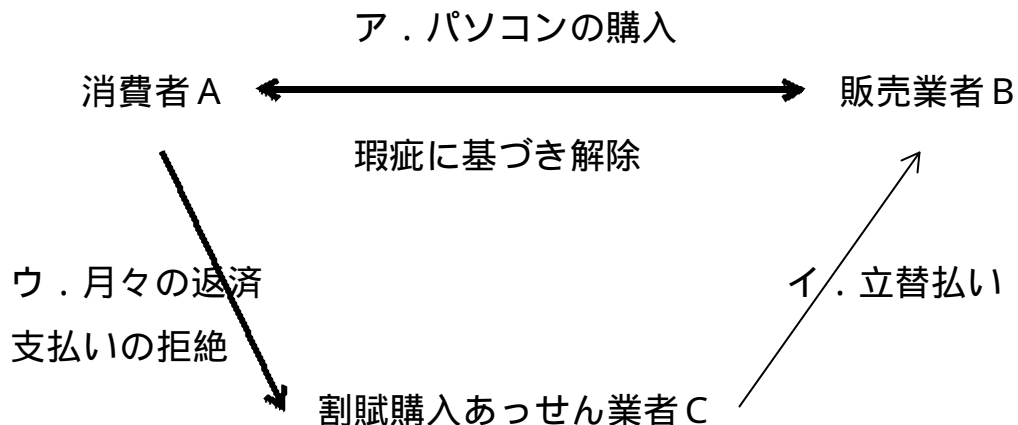 ア．パソコンの購入
消費者A
販売業者B
瑕疵に基づき解除
ウ．月々の返済
イ．立替払い
支払いの拒絶
割賦購入あっせん業者C